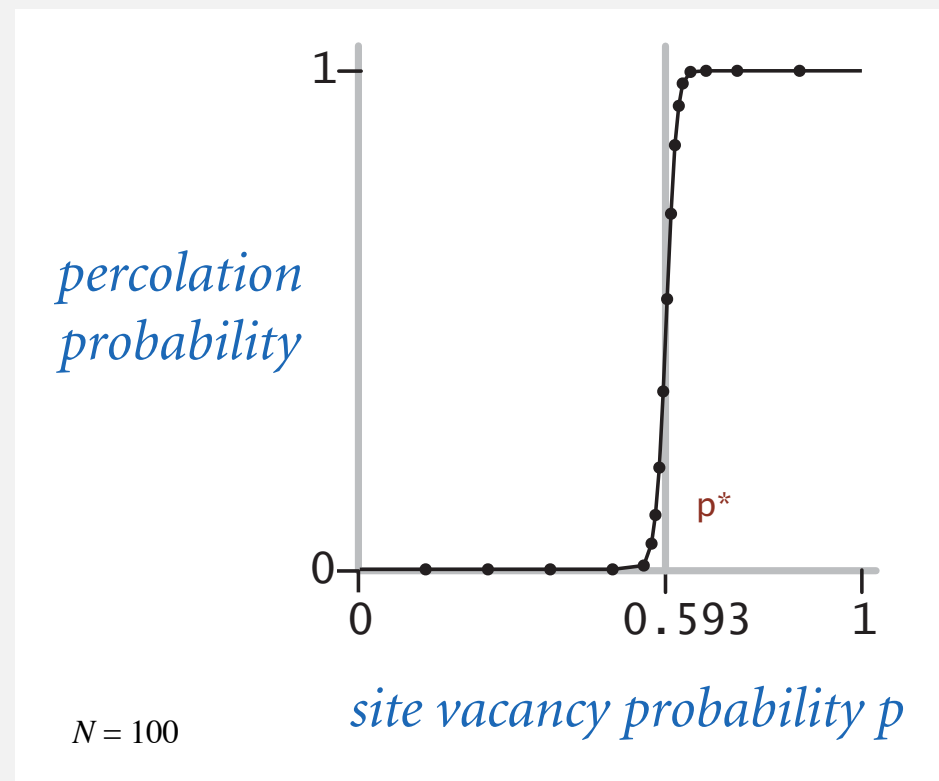 1
percolation
probability
p*
0
0 0.593 1
site vacancy probability p
N = 100